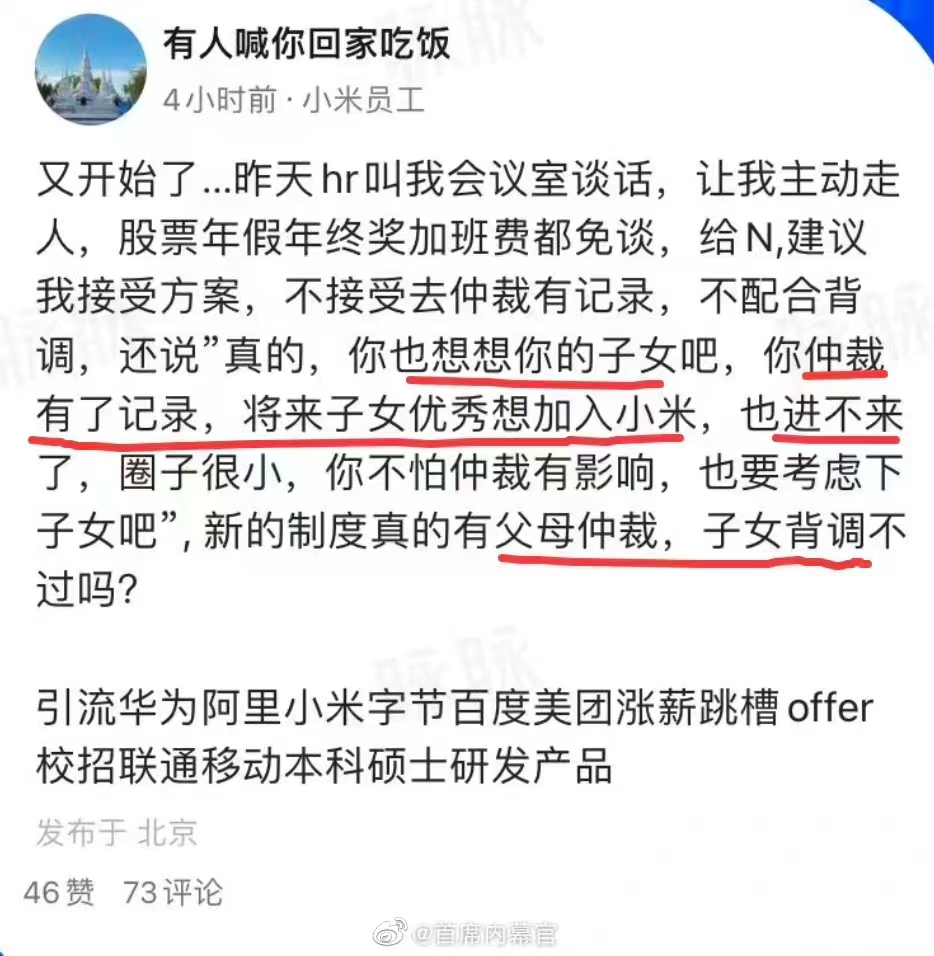 有人喊你回家吃饭
4小时前 · 小米员工
又开始了...昨天hr叫我会议室谈话，让我主动走
人，股票年假年终奖加班费都免谈，给N,建议
我接受方案，不接受去仲裁有记录，不配合背
调，还说”真的，你也想想你的子女吧，你仲裁
有了记录，将来子女优秀想加入小米，也进不来
了，圈子很小，你不怕仲裁有影响，也要考虑下
子女吧”, 新的制度真的有父母仲裁，子女背调不
过吗?
引流华为阿里小米字节百度美团涨薪跳槽offer
校招联通移动本科硕士研发产品
发布于 北京
46赞 73评论
@首席内幕官
脉脉
脉脉
脉脉
脉脉